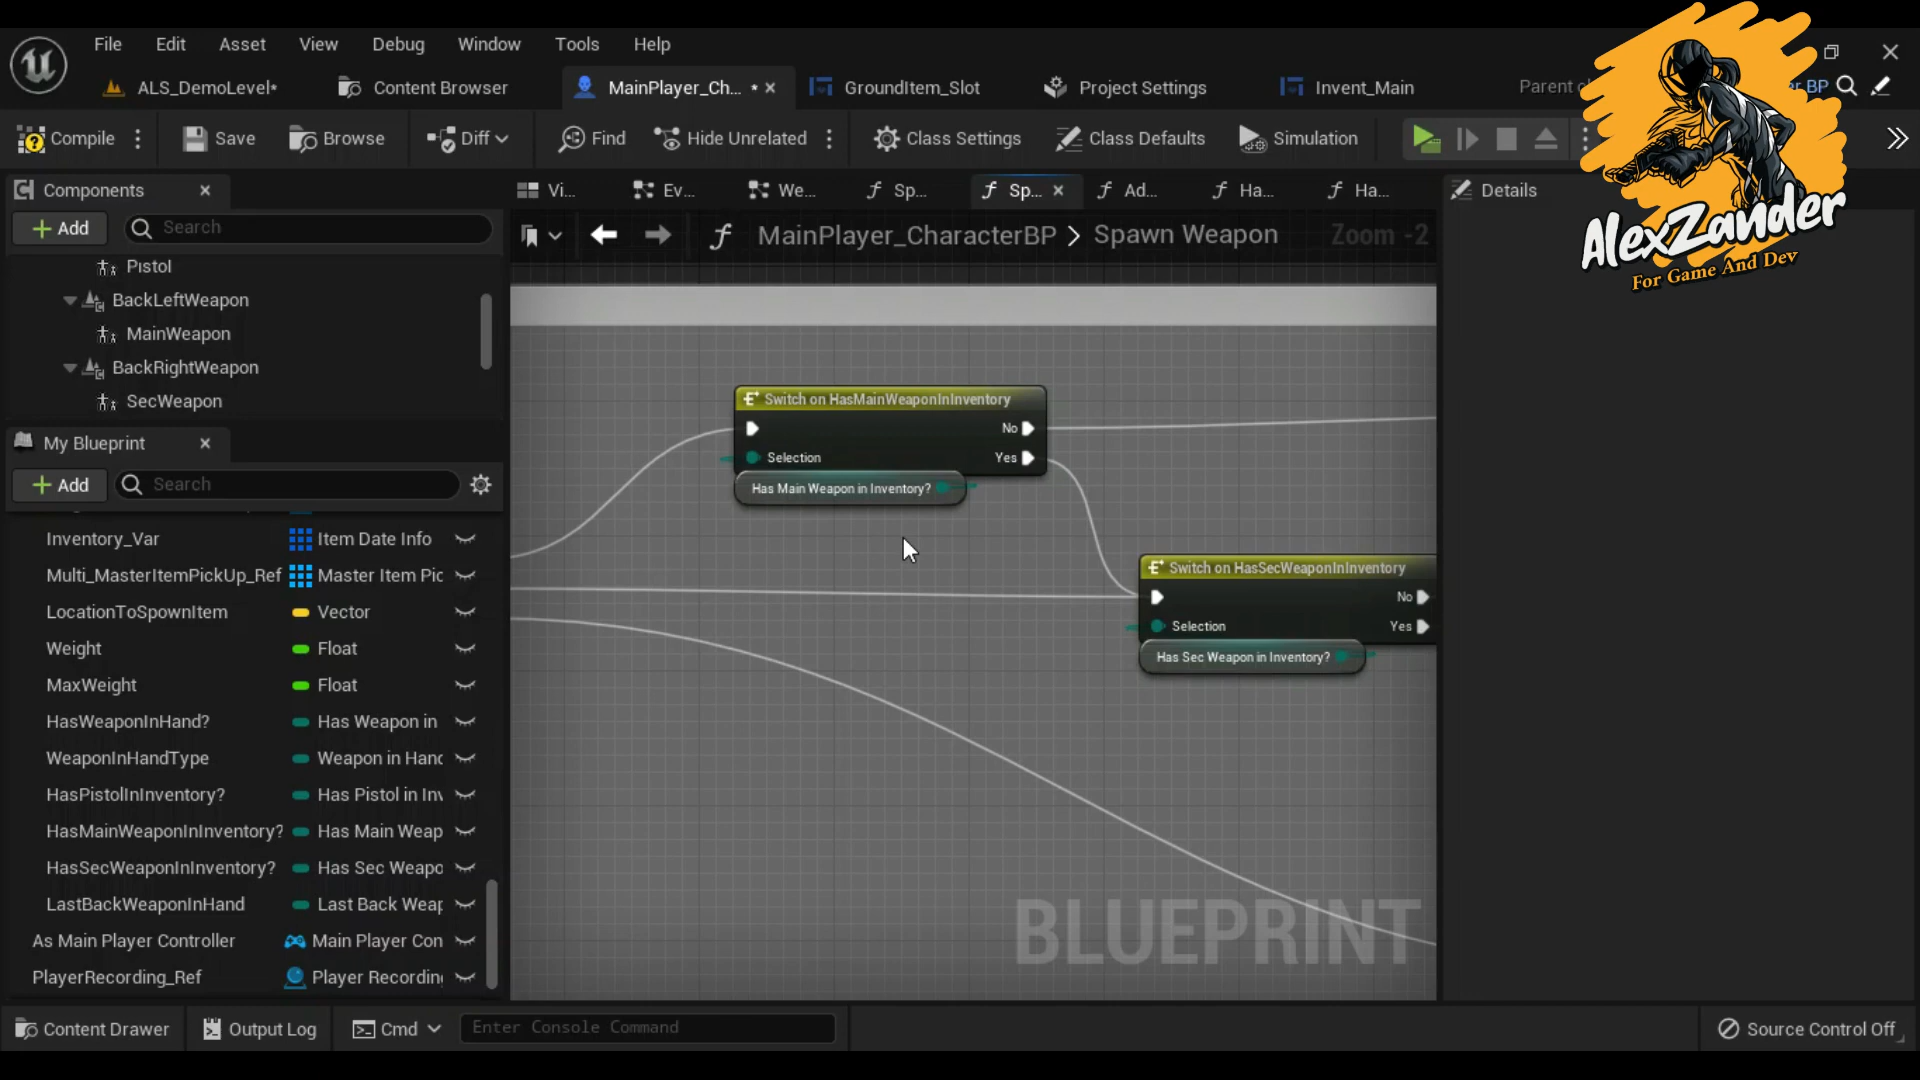 File Edit Asset View Debug Window Tools Help
ALS_DemoLevel* Content Browser MainPlayer_Ch... * GroundItem_Slot Project Settings Invent_Main Parent BP
Compile Save Browse Diff Find Hide Unrelated Class Settings Class Defaults Simulation
AlexZander
For Game And Dev
Components
Vi... Ev... We... Sp... Sp... Ad... Ha... Ha... Details
Add Search
MainPlayer_CharacterBP > Spawn Weapon Zoom -2
Pistol
BackLeftWeapon
MainWeapon
BackRightWeapon
SecWeapon
My Blueprint
Add Search
Inventory_Var Item Date Info
Multi_MasterItemPickUp_Ref Master Item Pic
LocationToSpawnItem Vector
Weight Float
MaxWeight Float
HasWeaponInHand? Has Weapon in
WeaponInHandType Weapon in Hand
HasPistolInInventory? Has Pistol in Inv
HasMainWeaponInInventory? Has Main Weap
HasSecWeaponInInventory? Has Sec Weapo
LastBackWeaponInHand Last Back Weap
As Main Player Controller Main Player Con
PlayerRecording_Ref Player Recording
Switch on HasMainWeaponInInventory
No
Selection Yes
Has Main Weapon in Inventory?
Switch on HasSecWeaponInInventory
No
Selection Yes
Has Sec Weapon in Inventory?
BLUEPRINT
Content Drawer Output Log Cmd Enter Console Command Source Control Off